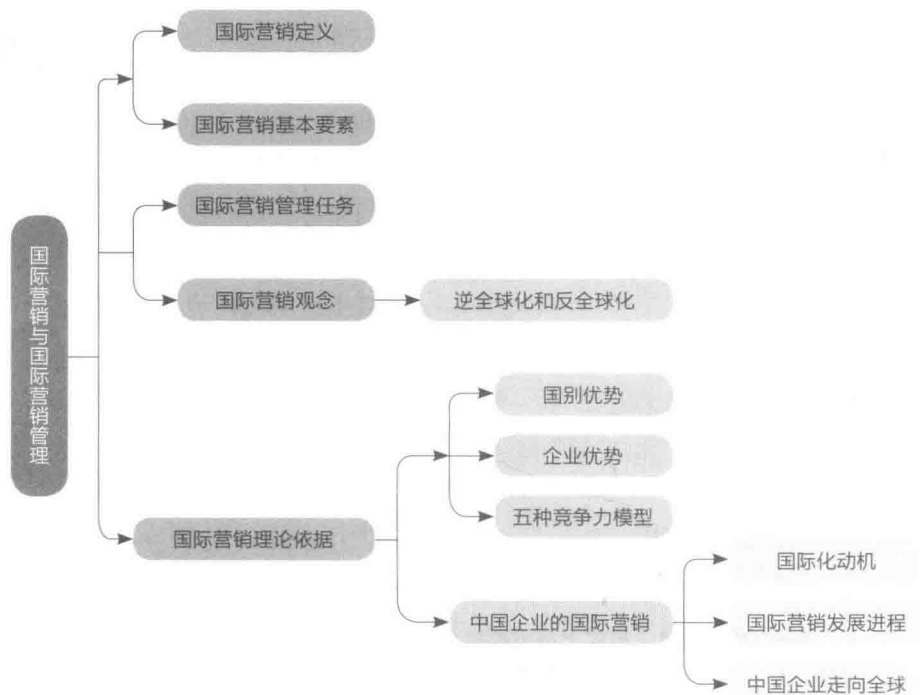 国际营销与国际营销管理
国际营销定义
国际营销基本要素
国际营销管理任务
国际营销观念
逆全球化和反全球化
国际营销理论依据
国别优势
企业优势
五种竞争力模型
中国企业的国际营销
国际化动机
国际营销发展进程
中国企业走向全球